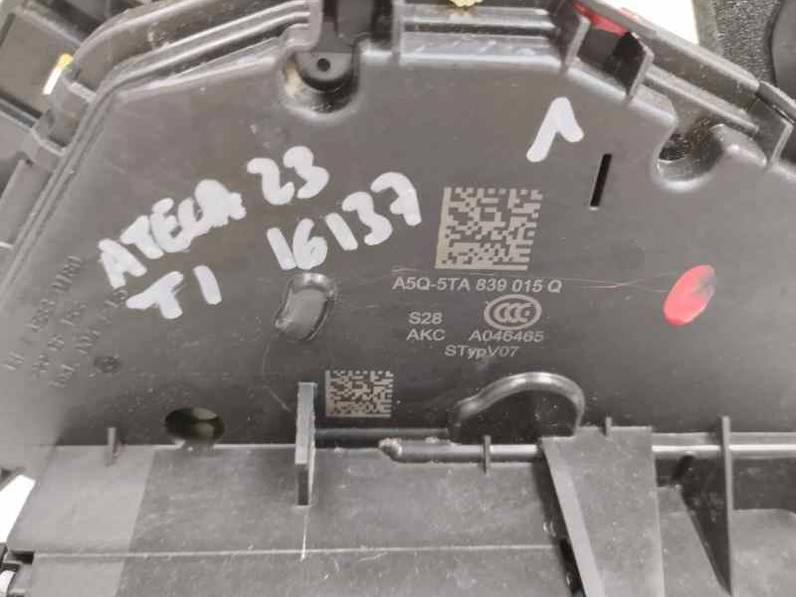 ATECA 23
T1 16137
1
A5Q-5TA 839 015 Q
S28
AKC A046465
STypV07